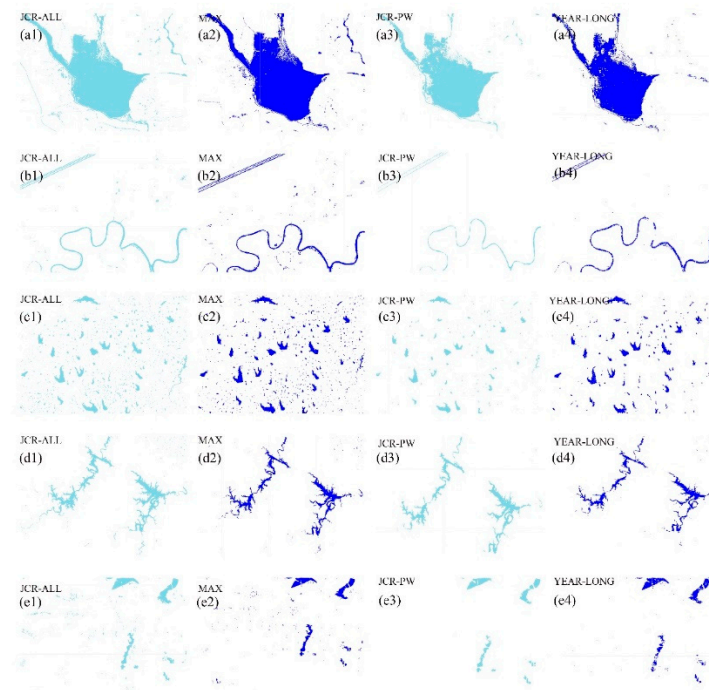 JCR-ALL MAX JCR-PW YEAR-LONG
(a1) (a2) (a3) (a4)
JCR-ALL MAX JCR-PW YEAR-LONG
(b1) (b2) (b3) (b4)
JCR-ALL MAX JCR-PW YEAR-LONG
(c1) (c2) (c3) (c4)
JCR-ALL MAX JCR-PW YEAR-LONG
(d1) (d2) (d3) (d4)
JCR-ALL MAX JCR-PW YEAR-LONG
(e1) (e2) (e3) (e4)